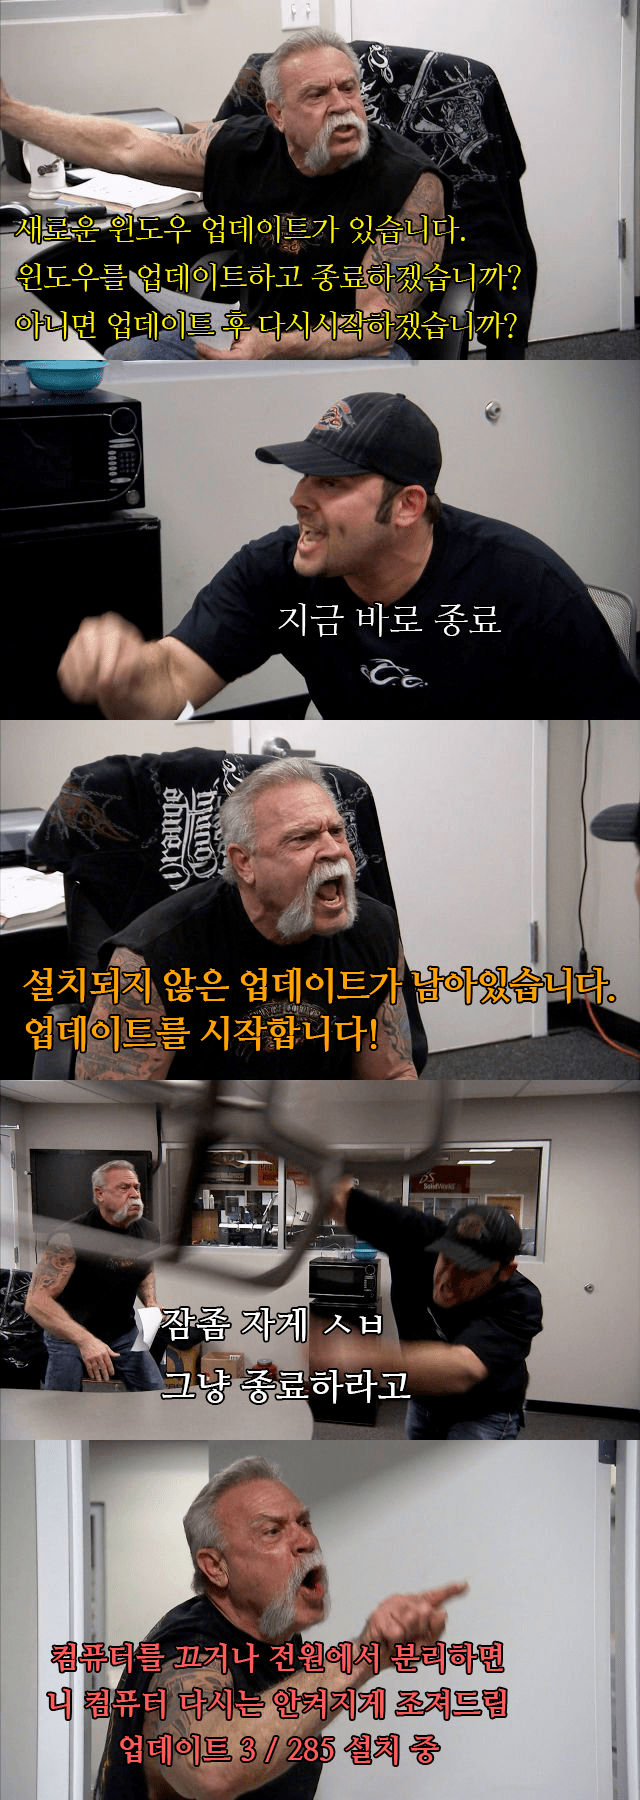 새로운 윈도우 업데이트가 있습니다.
윈도우를 업데이트하고 종료하겠습니까?
아니면 업데이트 후 다시시작하겠습니까?
지금 바로 종료
Orange
County
설치되지 않은 업데이트가 남아있습니다.
업데이트를 시작합니다!
SolidWorks
잠좀 자게 ㅅㅂ
그냥 종료하라고
컴퓨터를 끄거나 전원에서 분리하면
니 컴퓨터 다시는 안켜지게 조져드림
업데이트 3 / 285 설치 중